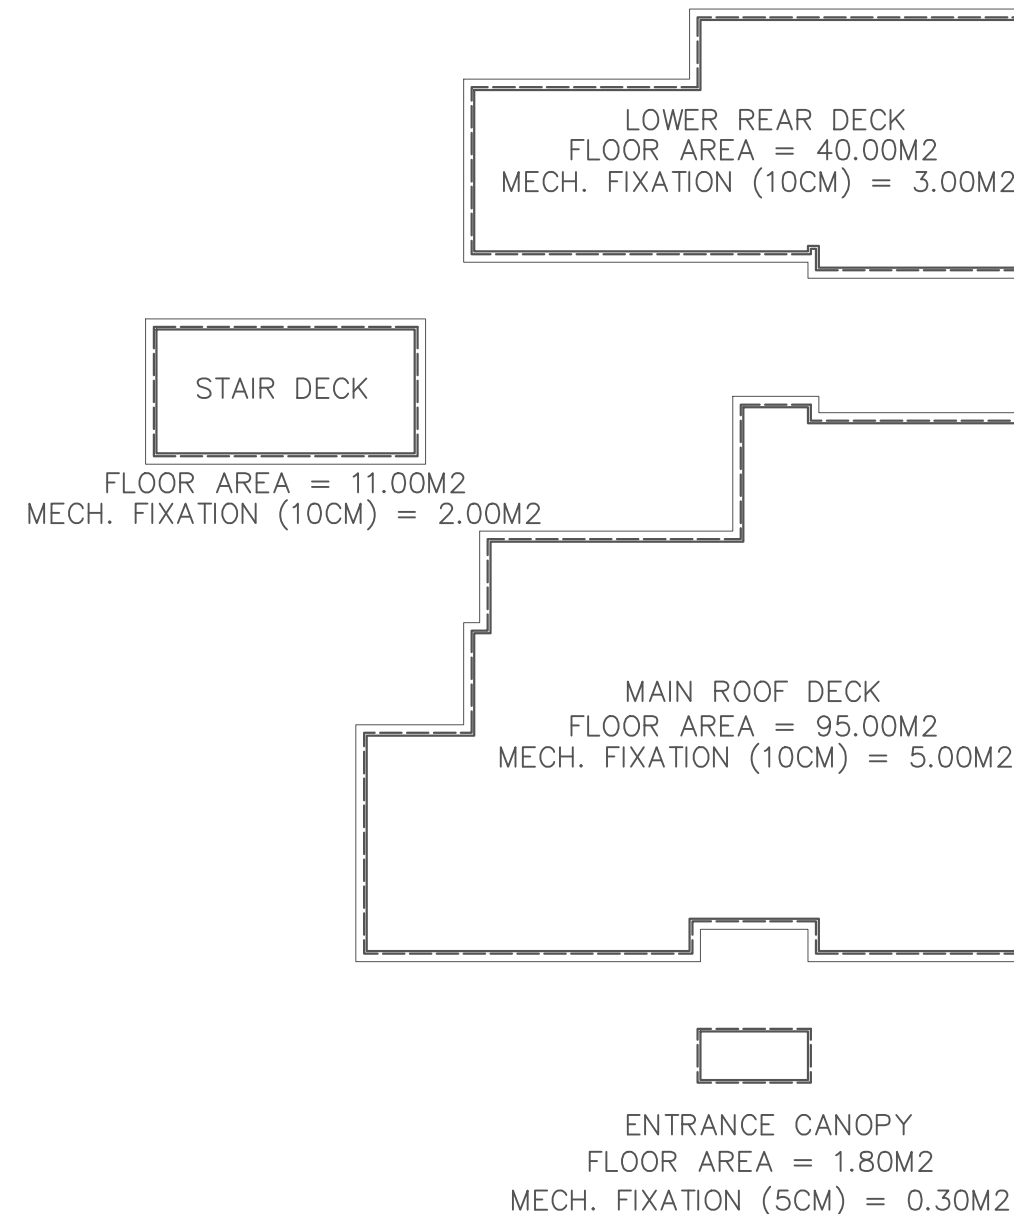 LOWER REAR DECK
FLOOR AREA = 40.00M2
MECH. FIXATION (10CM) = 3.00M2
STAIR DECK
FLOOR AREA = 11.00M2
MECH. FIXATION (10CM) = 2.00M2
MAIN ROOF DECK
FLOOR AREA = 95.00M2
MECH. FIXATION (10CM) = 5.00M2
ENTRANCE CANOPY
FLOOR AREA = 1.80M2
MECH. FIXATION (5CM) = 0.30M2